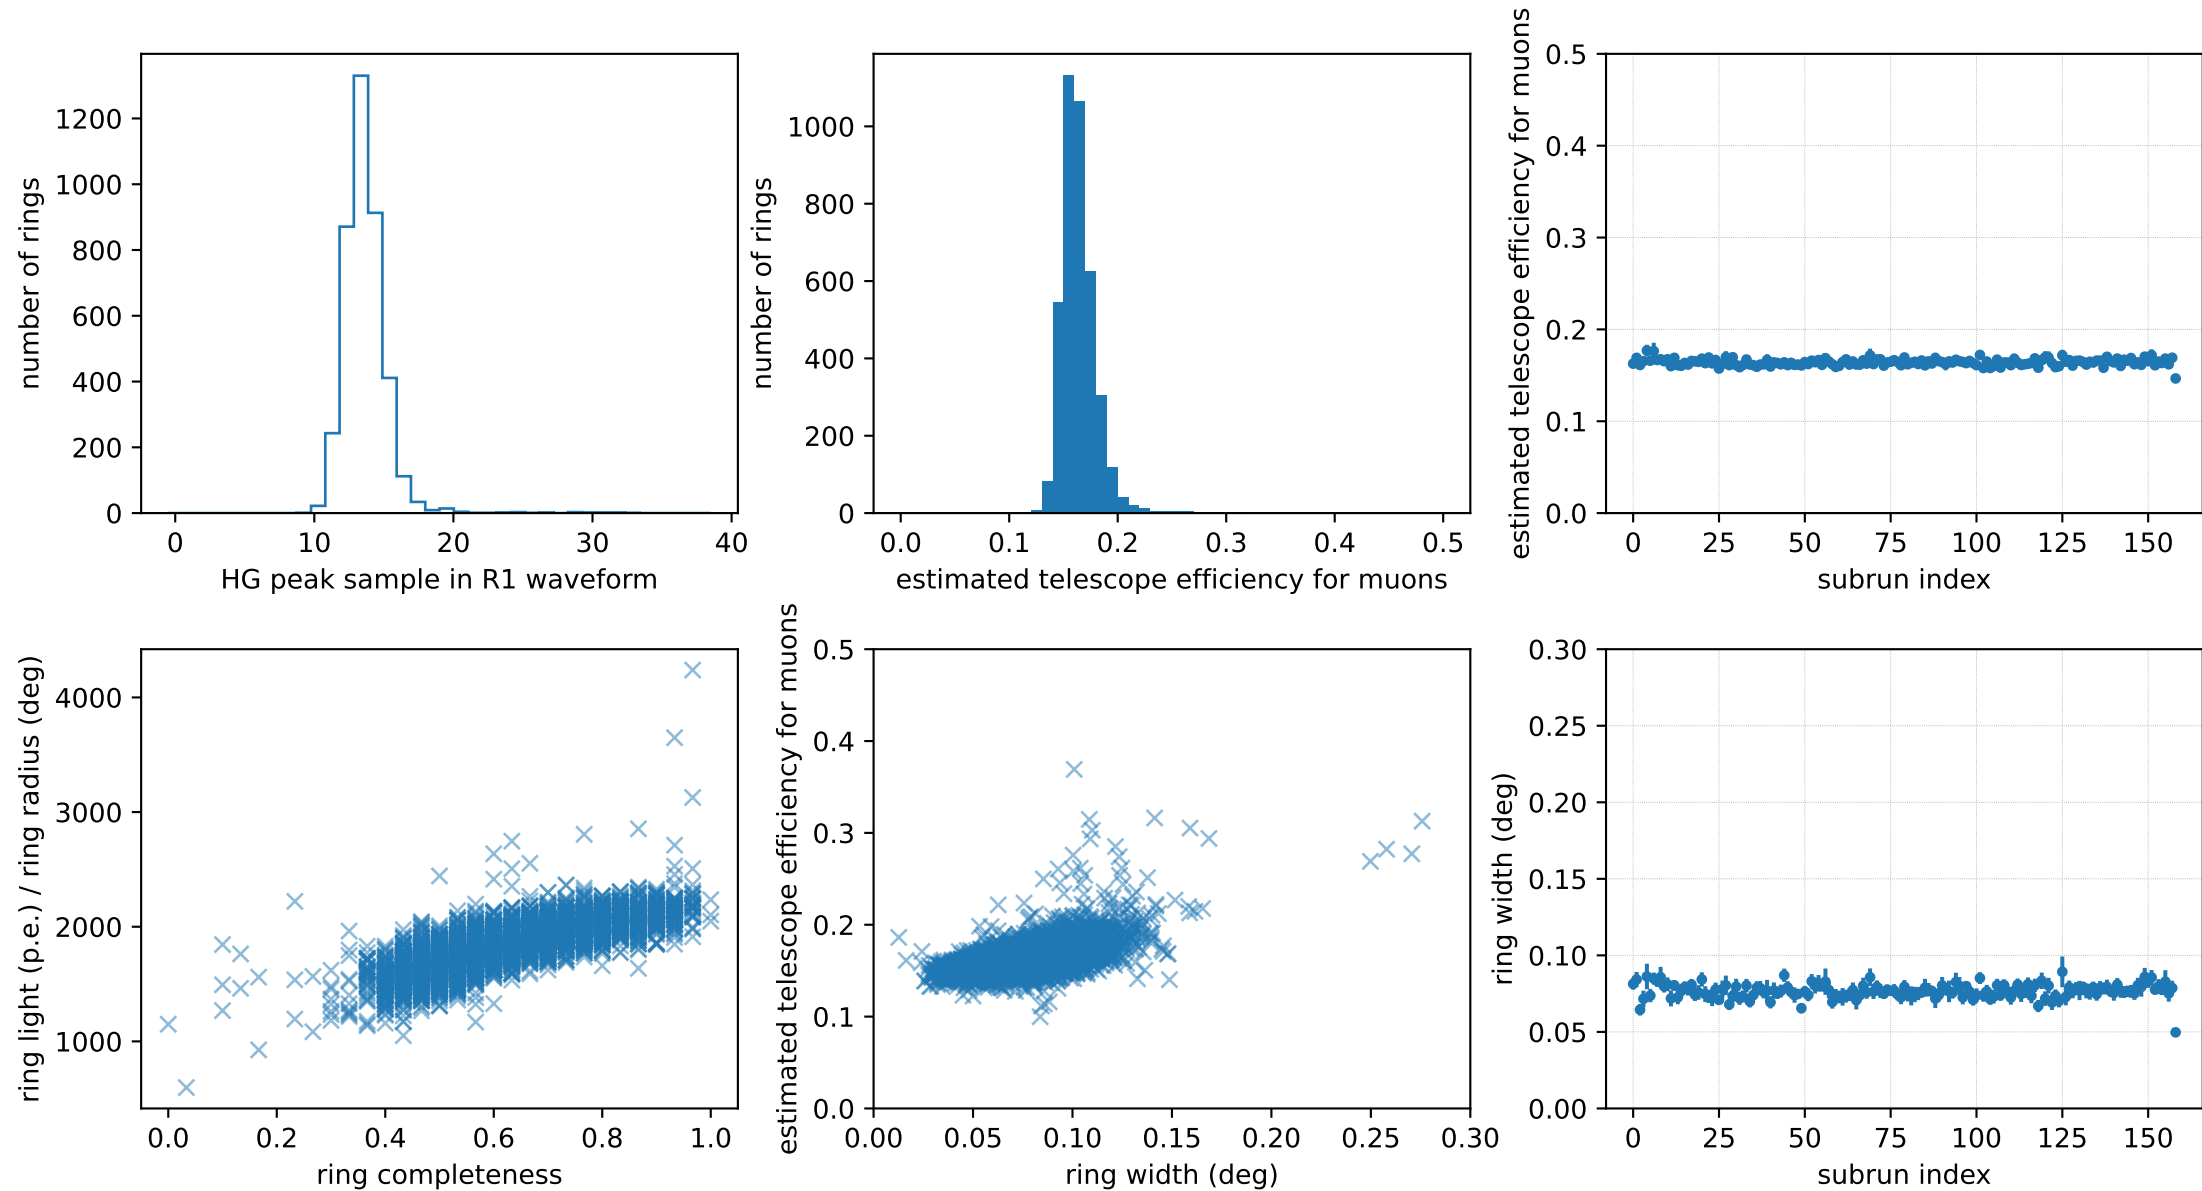 number of rings
1200
1000
800
600
400
200
0
0 10 20 30 40
HG peak sample in R1 waveform
number of rings
1000
800
600
400
200
0
0.0 0.1 0.2 0.3 0.4 0.5
estimated telescope efficiency for muons
estimated telescope efficiency for muons
0.5
0.4
0.3
0.2
0.1
0.0
0 25 50 75 100 125 150
subrun index
ring light (p.e.) / ring radius (deg)
4000
3000
2000
1000
0.0 0.2 0.4 0.6 0.8 1.0
ring completeness
estimated telescope efficiency for muons
0.5
0.4
0.3
0.2
0.1
0.0
0.00 0.05 0.10 0.15 0.20 0.25 0.30
ring width (deg)
ring width (deg)
0.30
0.25
0.20
0.15
0.10
0.05
0.00
0 25 50 75 100 125 150
subrun index